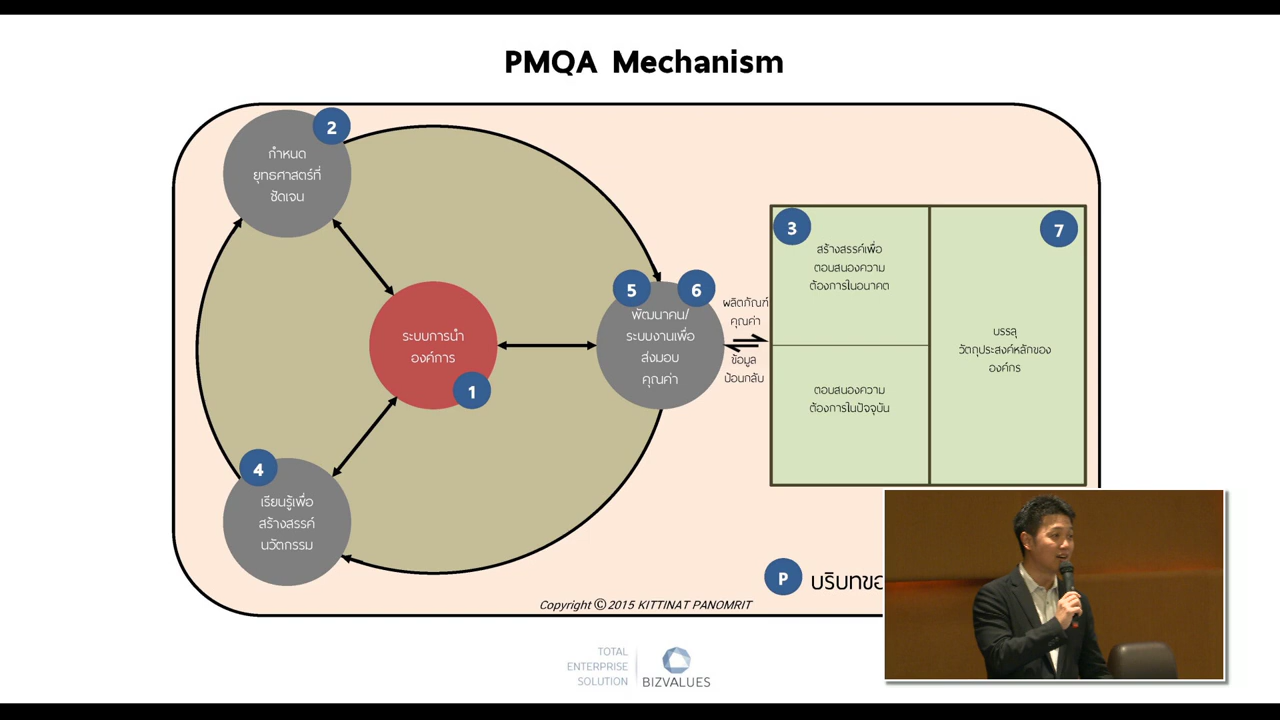 PMQA Mechanism
2
กำหนด
ยุทธศาสตร์ที่
ชัดเจน
ระบบการนำ
องค์การ
1
4
เรียนรู้เพื่อ
สร้างสรรค์
นวัตกรรม
5
6
พัฒนาคน/
ระบบงานเพื่อ
ส่งมอบ
คุณค่า
ผลิตภัณฑ์
คุณค่า
ข้อมูล
ป้อนกลับ
3
สร้างสรรค์เพื่อ
ตอบสนองความ
ต้องการในอนาคต
ตอบสนองความ
ต้องการในปัจจุบัน
7
บรรลุ
วัตถุประสงค์หลักของ
องค์กร
P
Copyright © 2015 KITTINAT PANOMRIT
TOTAL
ENTERPRISE
SOLUTION
BIZVALUES